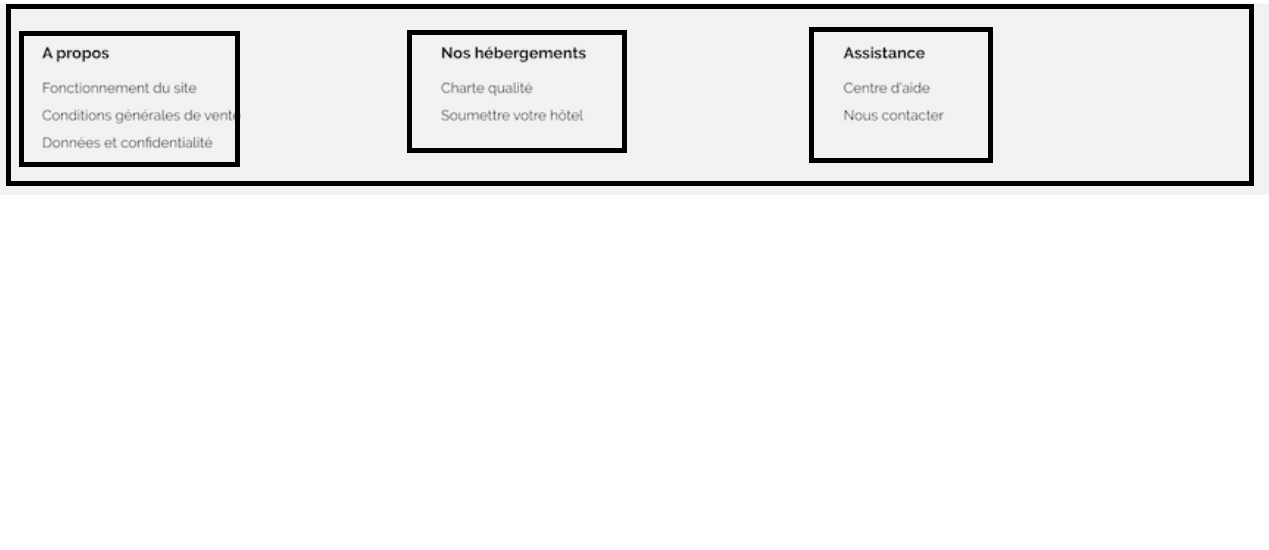 A propos
Fonctionnement du site
Conditions générales de vente
Données et confidentialité
Nos hébergements
Charte qualité
Soumettre votre hôtel
Assistance
Centre d'aide
Nous contacter